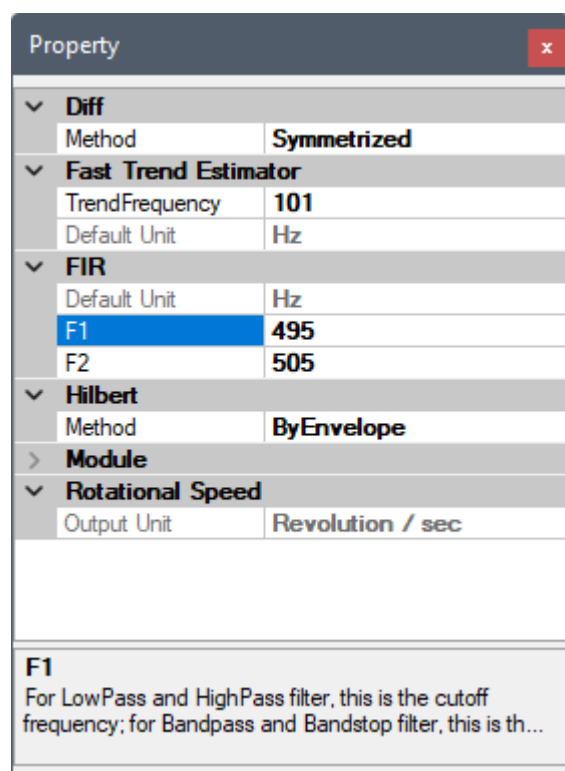 Property
x
Diff
Method Symmetrized
Fast Trend Estimator
TrendFrequency 101
Default Unit Hz
FIR
Default Unit Hz
F1 495
F2 505
Hilbert
Method ByEnvelope
Module
Rotational Speed
Output Unit Revolution / sec
F1
For LowPass and HighPass filter, this is the cutoff
frequency; for Bandpass and Bandstop filter, this is th...